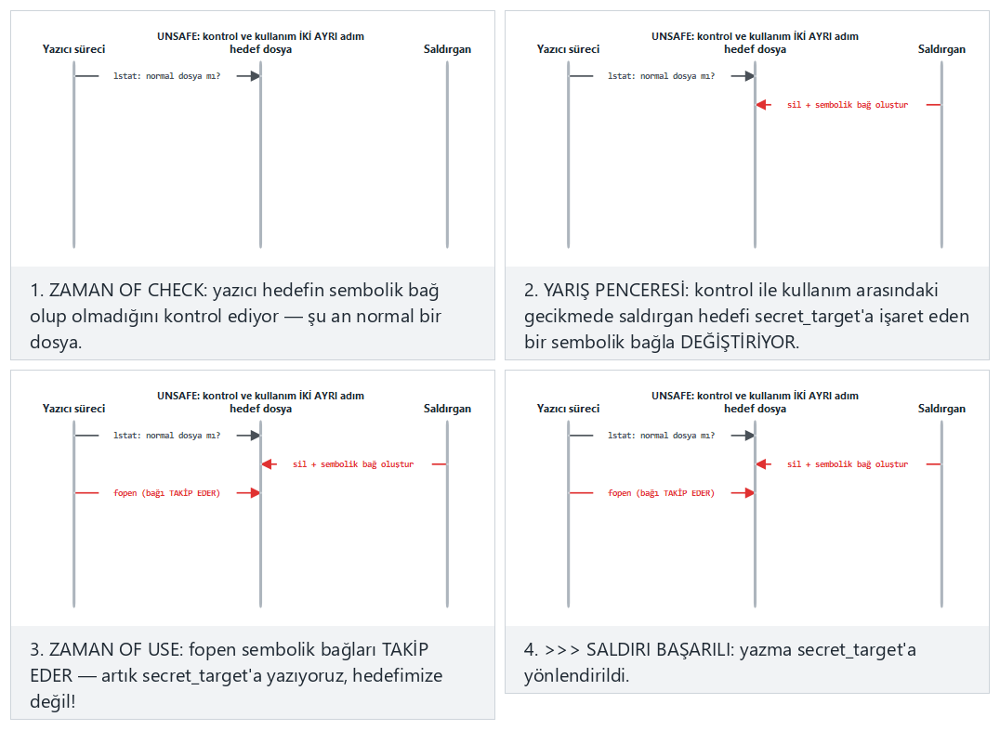 UNSAFE: kontrol ve kullanım İKİ AYRI adım
Yazıcı süreci
hedef dosya
Saldırgan
lstat: normal dosya mı?
1. ZAMAN OF CHECK: yazıcı hedefin sembolik bağ
olup olmadığını kontrol ediyor — şu an normal bir
dosya.
UNSAFE: kontrol ve kullanım İKİ AYRI adım
Yazıcı süreci
hedef dosya
Saldırgan
lstat: normal dosya mı?
sil + sembolik bağ oluştur
2. YARIŞ PENCERESİ: kontrol ile kullanım arasındaki
gecikmede saldırgan hedefi secret_target'a işaret eden
bir sembolik bağla DEĞİŞTİRİYOR.
UNSAFE: kontrol ve kullanım İKİ AYRI adım
Yazıcı süreci
hedef dosya
Saldırgan
lstat: normal dosya mı?
sil + sembolik bağ oluştur
fopen (bağı TAKİP EDER)
3. ZAMAN OF USE: fopen sembolik bağları TAKİP
EDER — artık secret_target'a yazıyoruz, hedefimize
değil!
UNSAFE: kontrol ve kullanım İKİ AYRI adım
Yazıcı süreci
hedef dosya
Saldırgan
lstat: normal dosya mı?
sil + sembolik bağ oluştur
fopen (bağı TAKİP EDER)
4. >>> SALDIRI BAŞARILI: yazma secret_target'a
yönlendirildi.